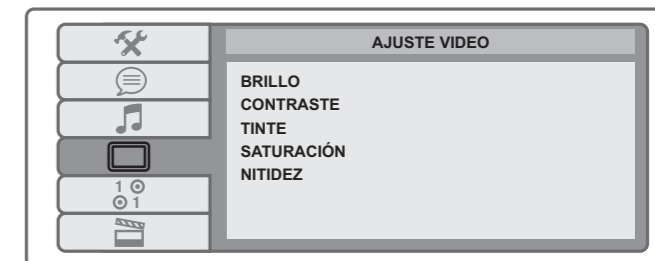 AJUSTE VIDEO
BRILLO
CONTRASTE
TINTE
SATURACIÓN
NITIDEZ
1
1